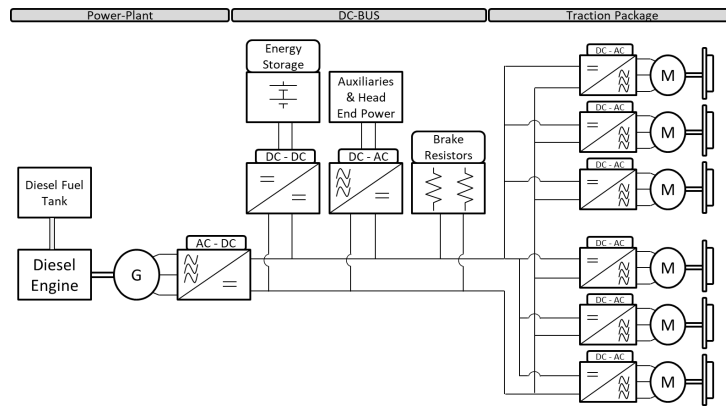 Power-Plant
DC-BUS
Traction Package
Energy
Storage
Auxiliaries
& Head
End Power
Brake
Resistors
DC - DC
DC - AC
Diesel Fuel
Tank
Diesel
Engine
G
AC - DC
DC - AC
M
DC - AC
M
DC - AC
M
DC - AC
M
DC - AC
M
DC - AC
M